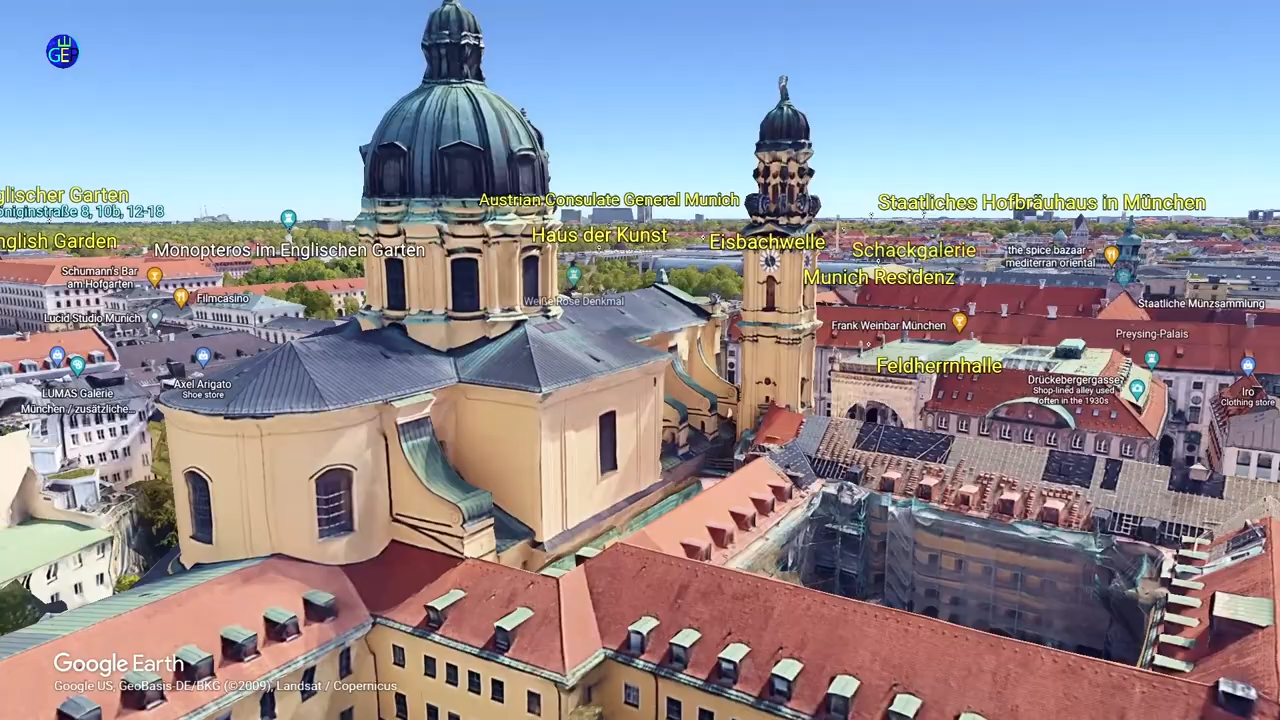 GEP
glischer Garten
öniginstraße 8, 10b, 12-18
nglish Garden
Monopteros im Englischen Garten
Schumann's Bar
am Hofgarten
Filmcasino
Lucid Studio Munich
LUMAS Galerie
München / zusätzliche...
Axel Arigato
Shoe store
Austrian Consulate General Munich
Haus der Kunst
Weiße Rose Denkmal
Eisbachwelle
Staatliches Hofbräuhaus in München
Schackgalerie
Munich Residenz
the spice bazaar -
mediterran oriental
Staatliche Münzsammlung
Frank Weinbar München
Preysing-Palais
Feldherrnhalle
Drückebergergasse
Shop-lined alley used
often in the 1930s
iro
Clothing store
Google Earth
Google US, GeoBasis-DE/BKG (©2009), Landsat / Copernicus